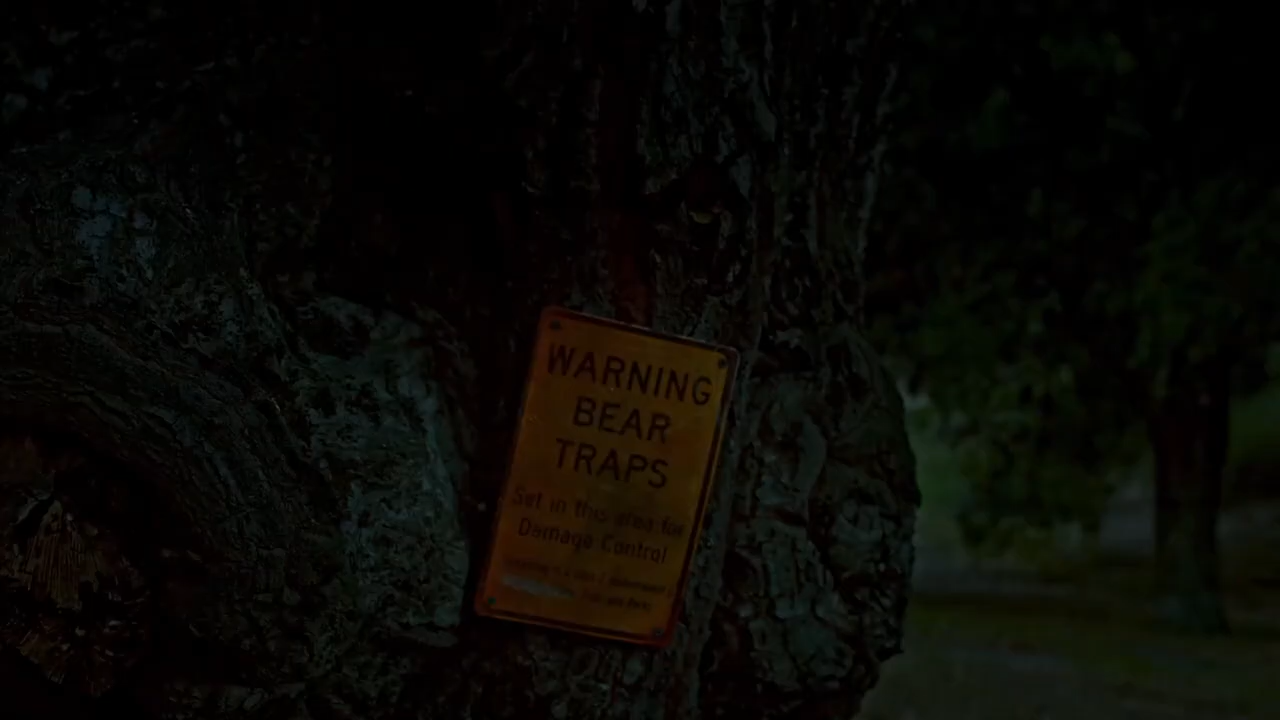 WARNING
BEAR
TRAPS
Set in this area for
Damage Control